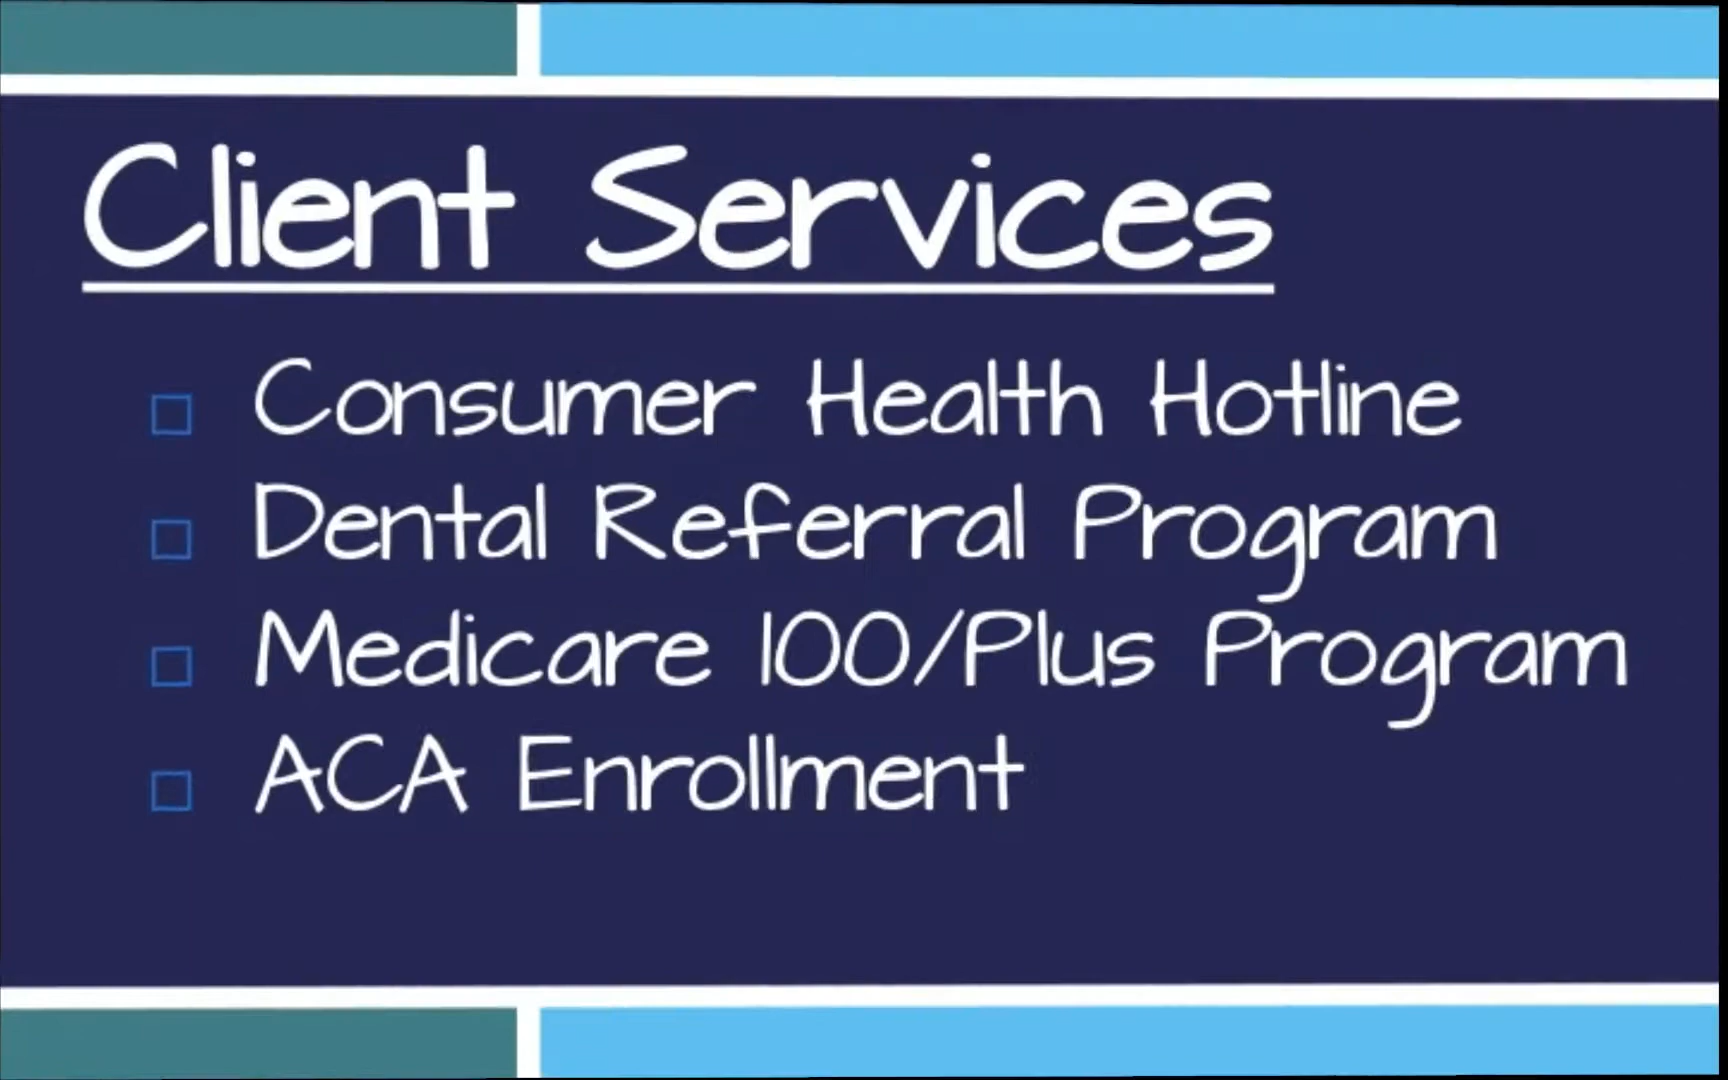 Client Services
Consumer Health Hotline
Dental Referral Program
Medicare 100/Plus Program
ACA Enrollment